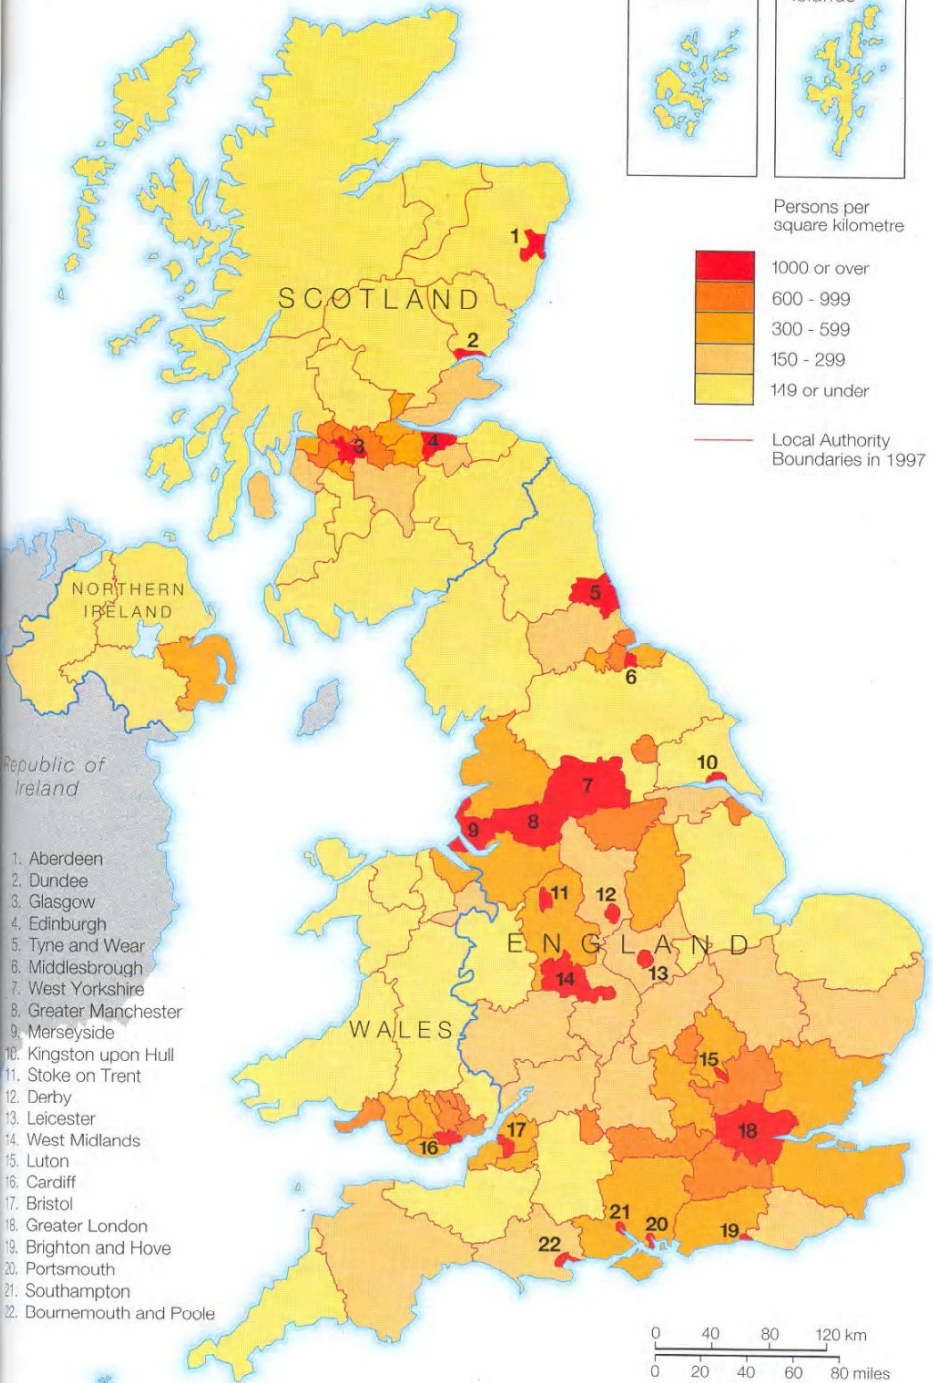 Islands
Persons per
square kilometre
1000 or over
600 - 999
300 - 599
150 - 299
149 or under
Local Authority
Boundaries in 1997
SCOTLAND
1
2
3
4
NORTHERN
IRELAND
5
6
Republic of
Ireland
7
8
9
10
11
12
ENGLAND
13
14
WALES
15
16
17
18
19
20
21
22
1. Aberdeen
2. Dundee
3. Glasgow
4. Edinburgh
5. Tyne and Wear
6. Middlesbrough
7. West Yorkshire
8. Greater Manchester
9. Merseyside
10. Kingston upon Hull
11. Stoke on Trent
12. Derby
13. Leicester
14. West Midlands
15. Luton
16. Cardiff
17. Bristol
18. Greater London
19. Brighton and Hove
20. Portsmouth
21. Southampton
22. Bournemouth and Poole
0 40 80 120 km
0 20 40 60 80 miles